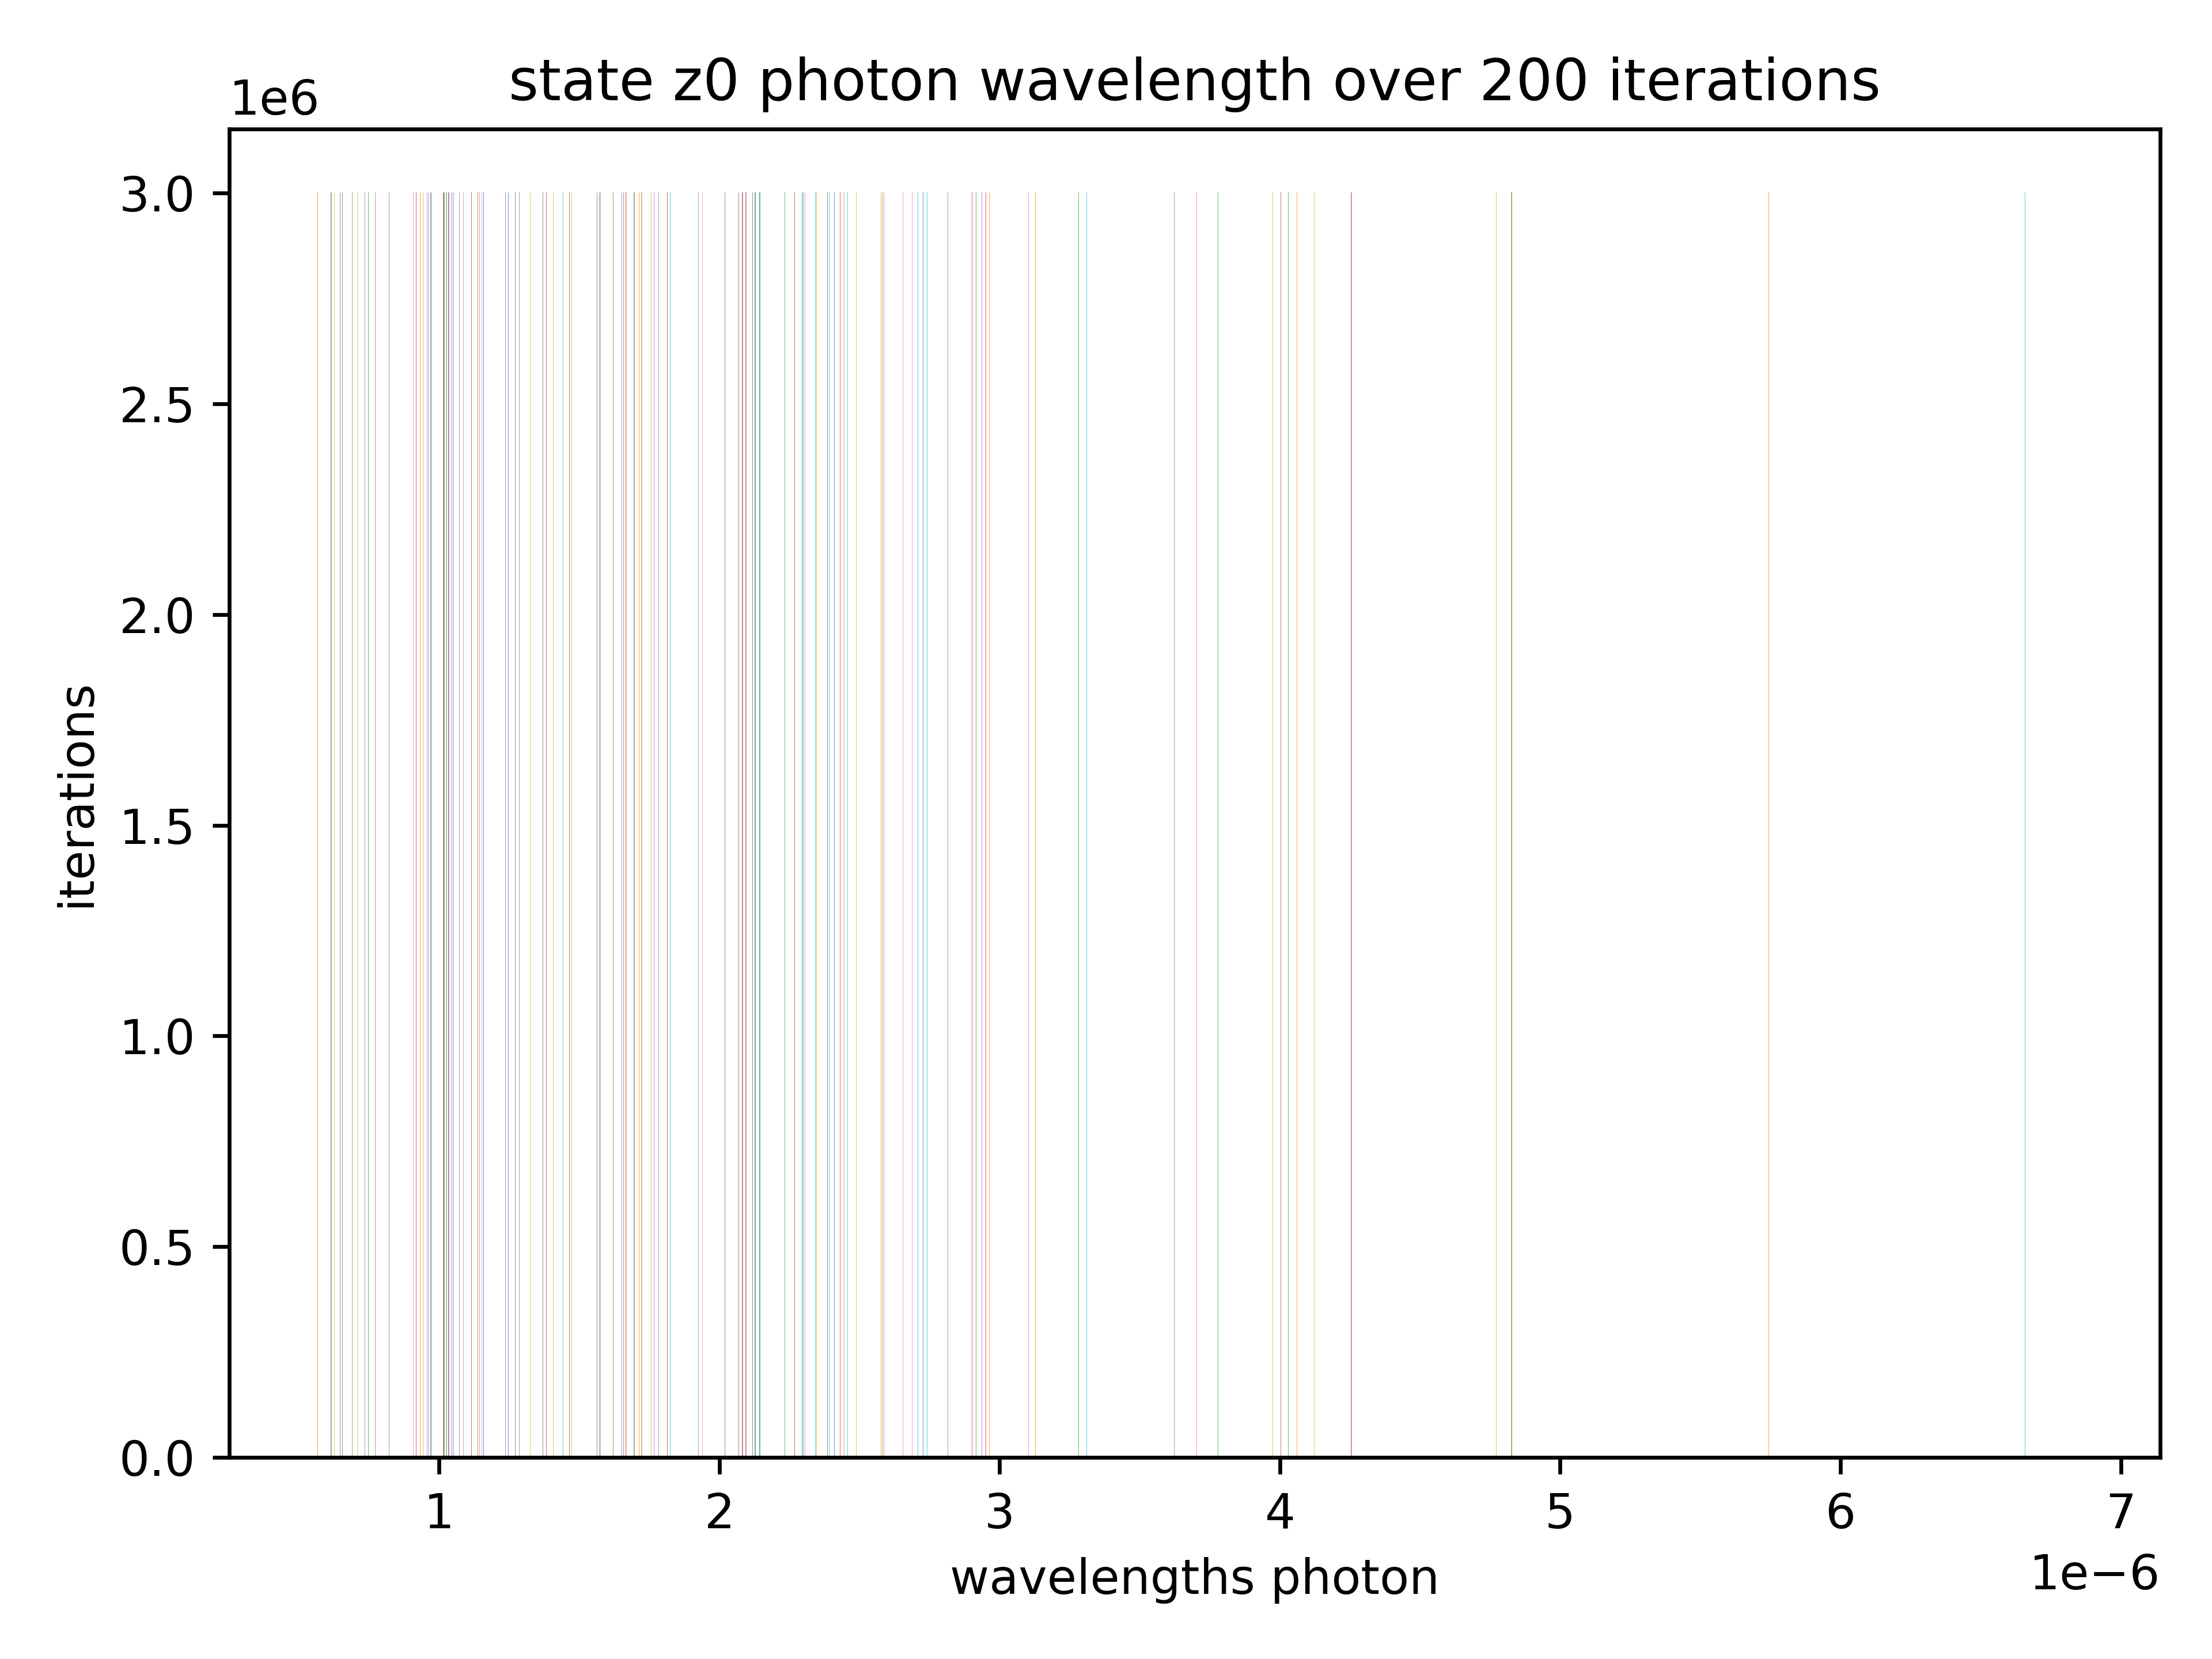 state z0 photon wavelength over 200 iterations
1e6
3.0
2.5
2.0
1.5
1.0
0.5
0.0
iterations
1 2 3 4 5 6 7
wavelengths photon
1e−6